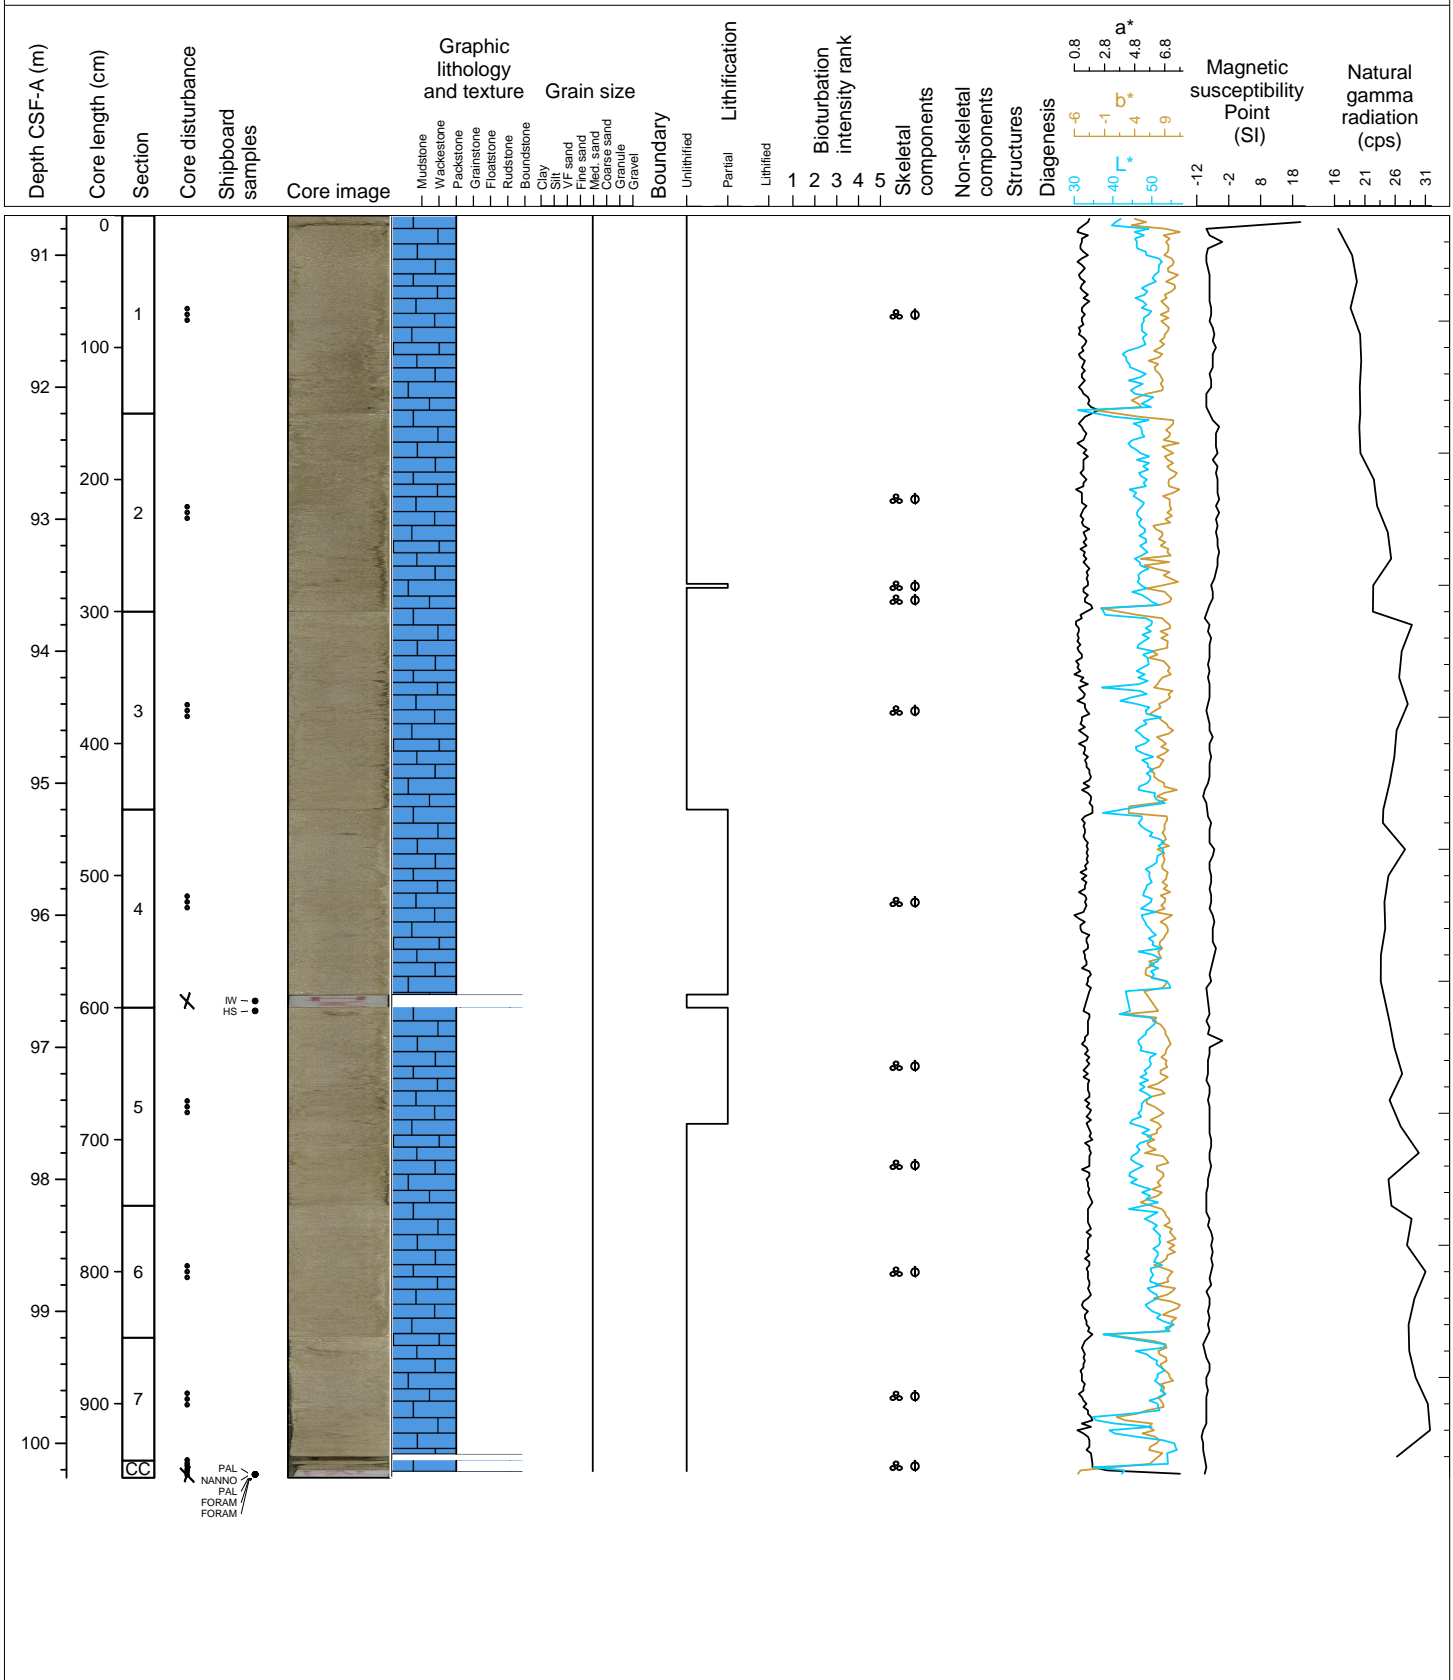 Depth CSF-A (m)
Core length (cm)
Section
Core disturbance
Shipboard
samples
Core image
Graphic
lithology
and texture
Mudstone
Wackestone
Packstone
Grainstone
Floatstone
Rudstone
Boundstone
Grain size
Clay
Silt
VF sand
Fine sand
Med. sand
Coarse sand
Granule
Gravel
Boundary
Lithification
Unlithified
Partial
Lithified
Bioturbation
intensity rank
1 2 3 4 5
Skeletal
components
Non-skeletal
components
Structures
Diagenesis
a*
0.8 2.8 4.8 6.8
b*
-6 -1 4 9
L*
30 40 50
Magnetic
susceptibility
Point
(SI)
-12 -2 8 18
Natural
gamma
radiation
(cps)
16 21 26 31
0
91
1
100
92
200
2
93
300
94
3
400
95
500
4
96
IW
600
HS
97
5
700
98
6
800
99
7
900
100
CC
PAL
NANNO
PAL
FORAM
FORAM